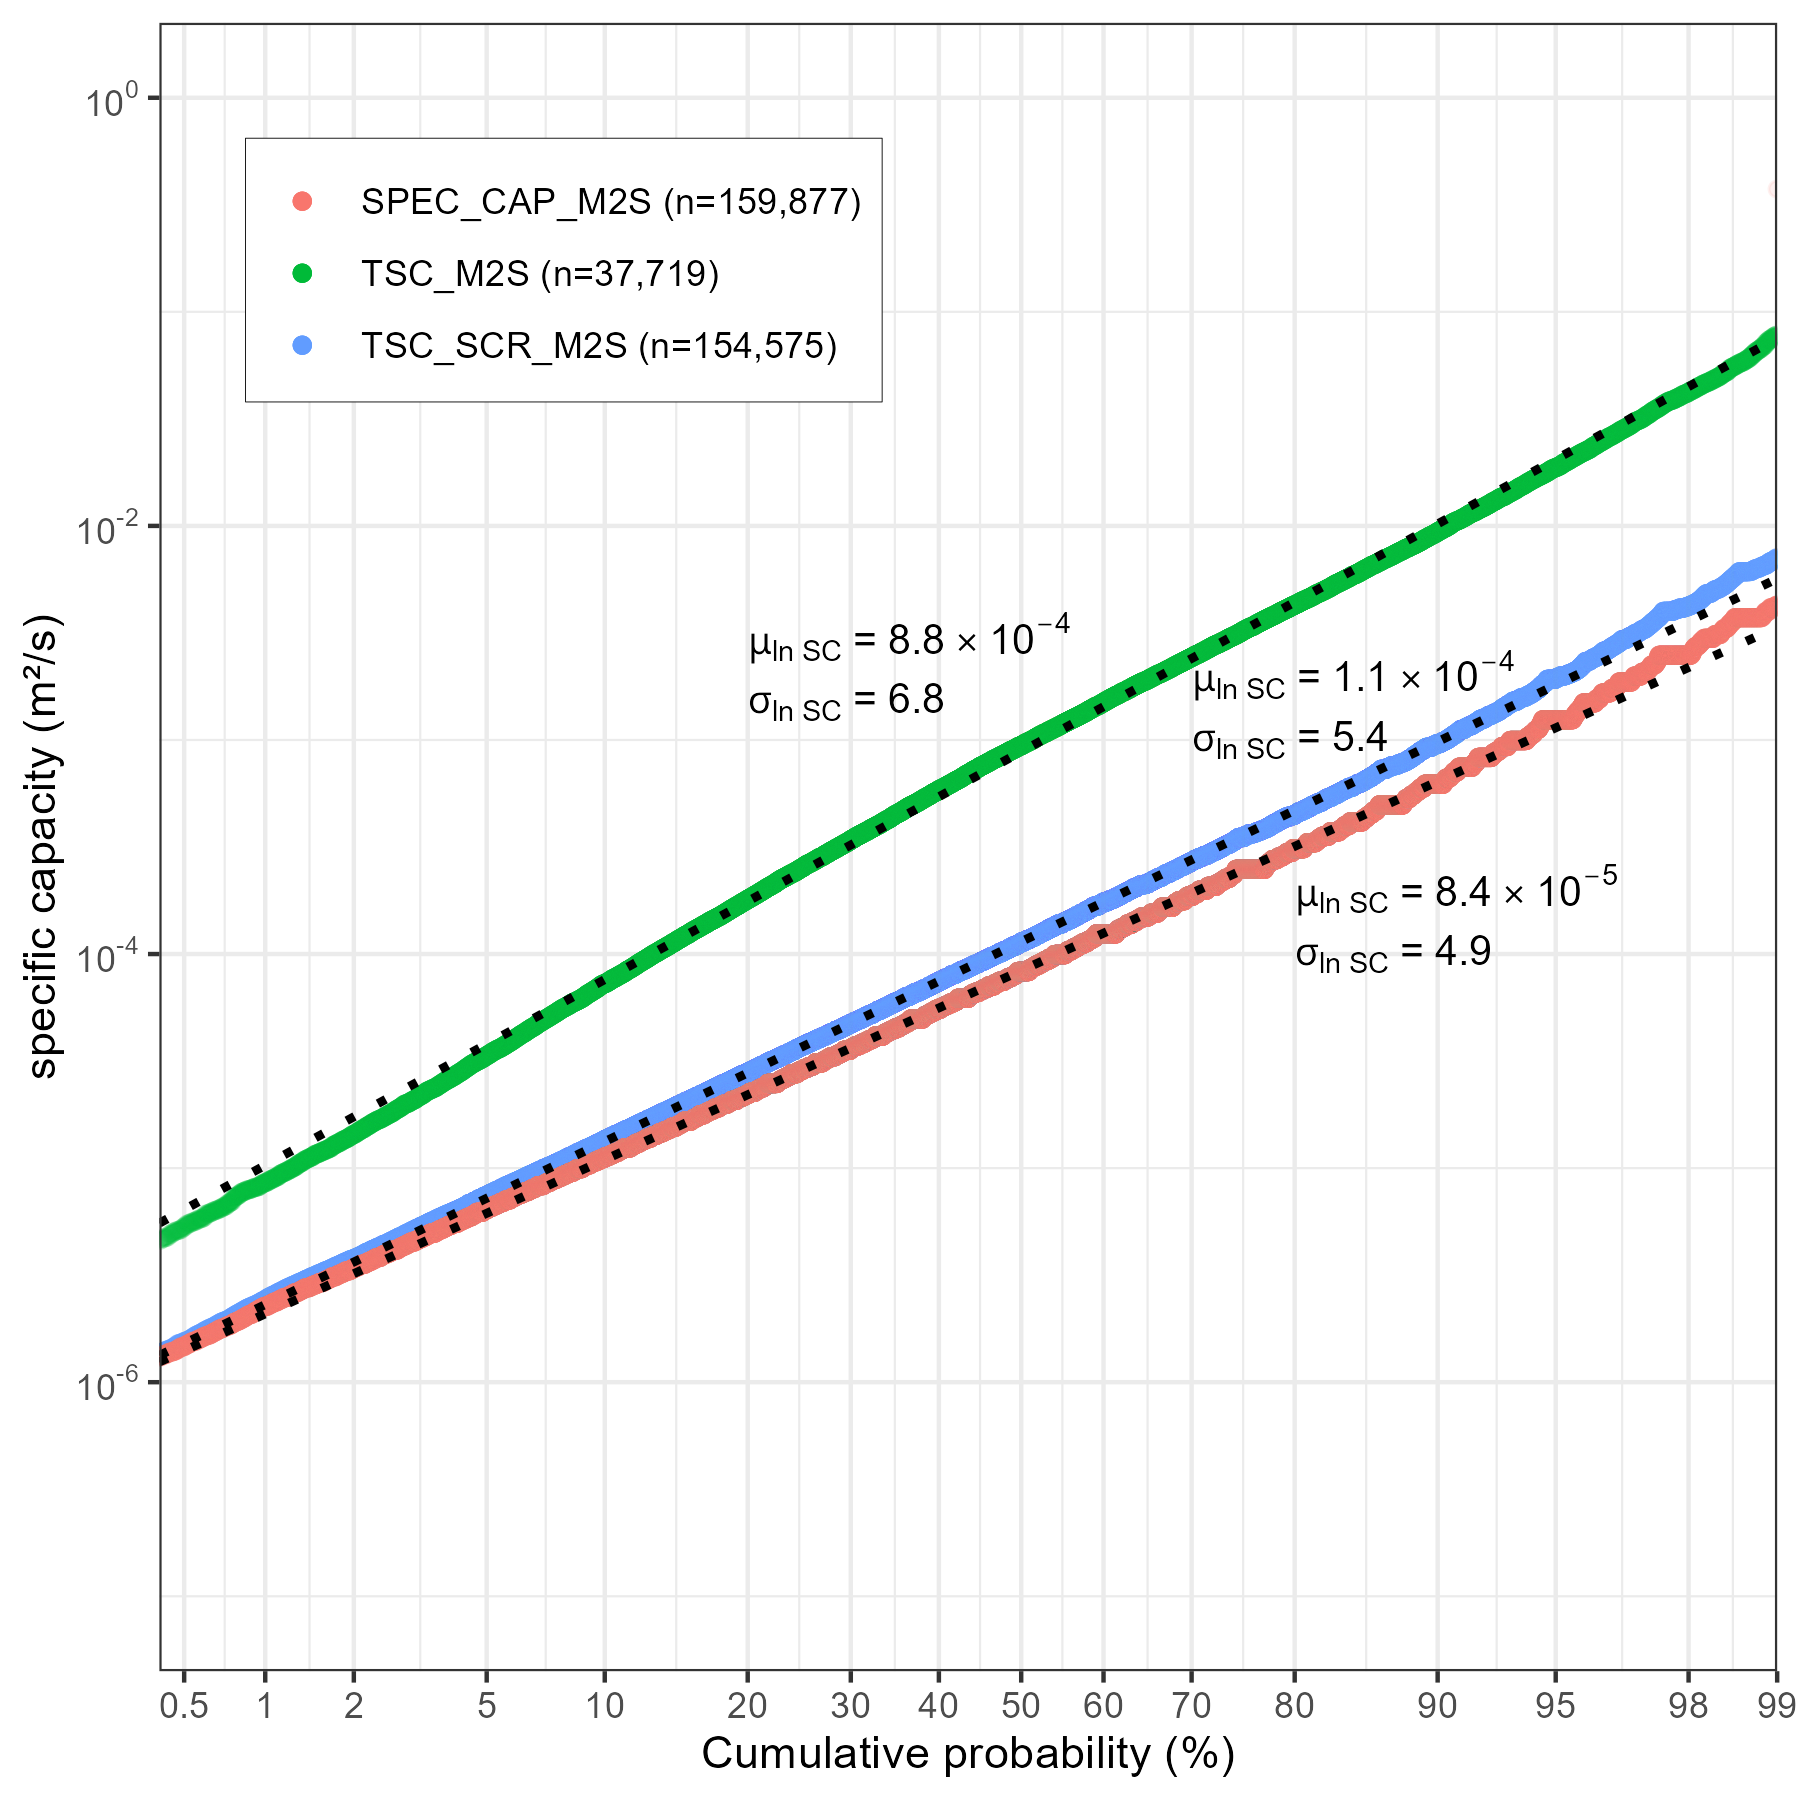 10⁰
SPEC_CAP_M2S (n=159,877)
TSC_M2S (n=37,719)
TSC_SCR_M2S (n=154,575)
10⁻²
μln SC = 8.8 × 10⁻⁴
σln SC = 6.8
μln SC = 1.1 × 10⁻⁴
σln SC = 5.4
μln SC = 8.4 × 10⁻⁵
σln SC = 4.9
10⁻⁴
10⁻⁶
specific capacity (m²/s)
0.5 1 2 5 10 20 30 40 50 60 70 80 90 95 98 99
Cumulative probability (%)